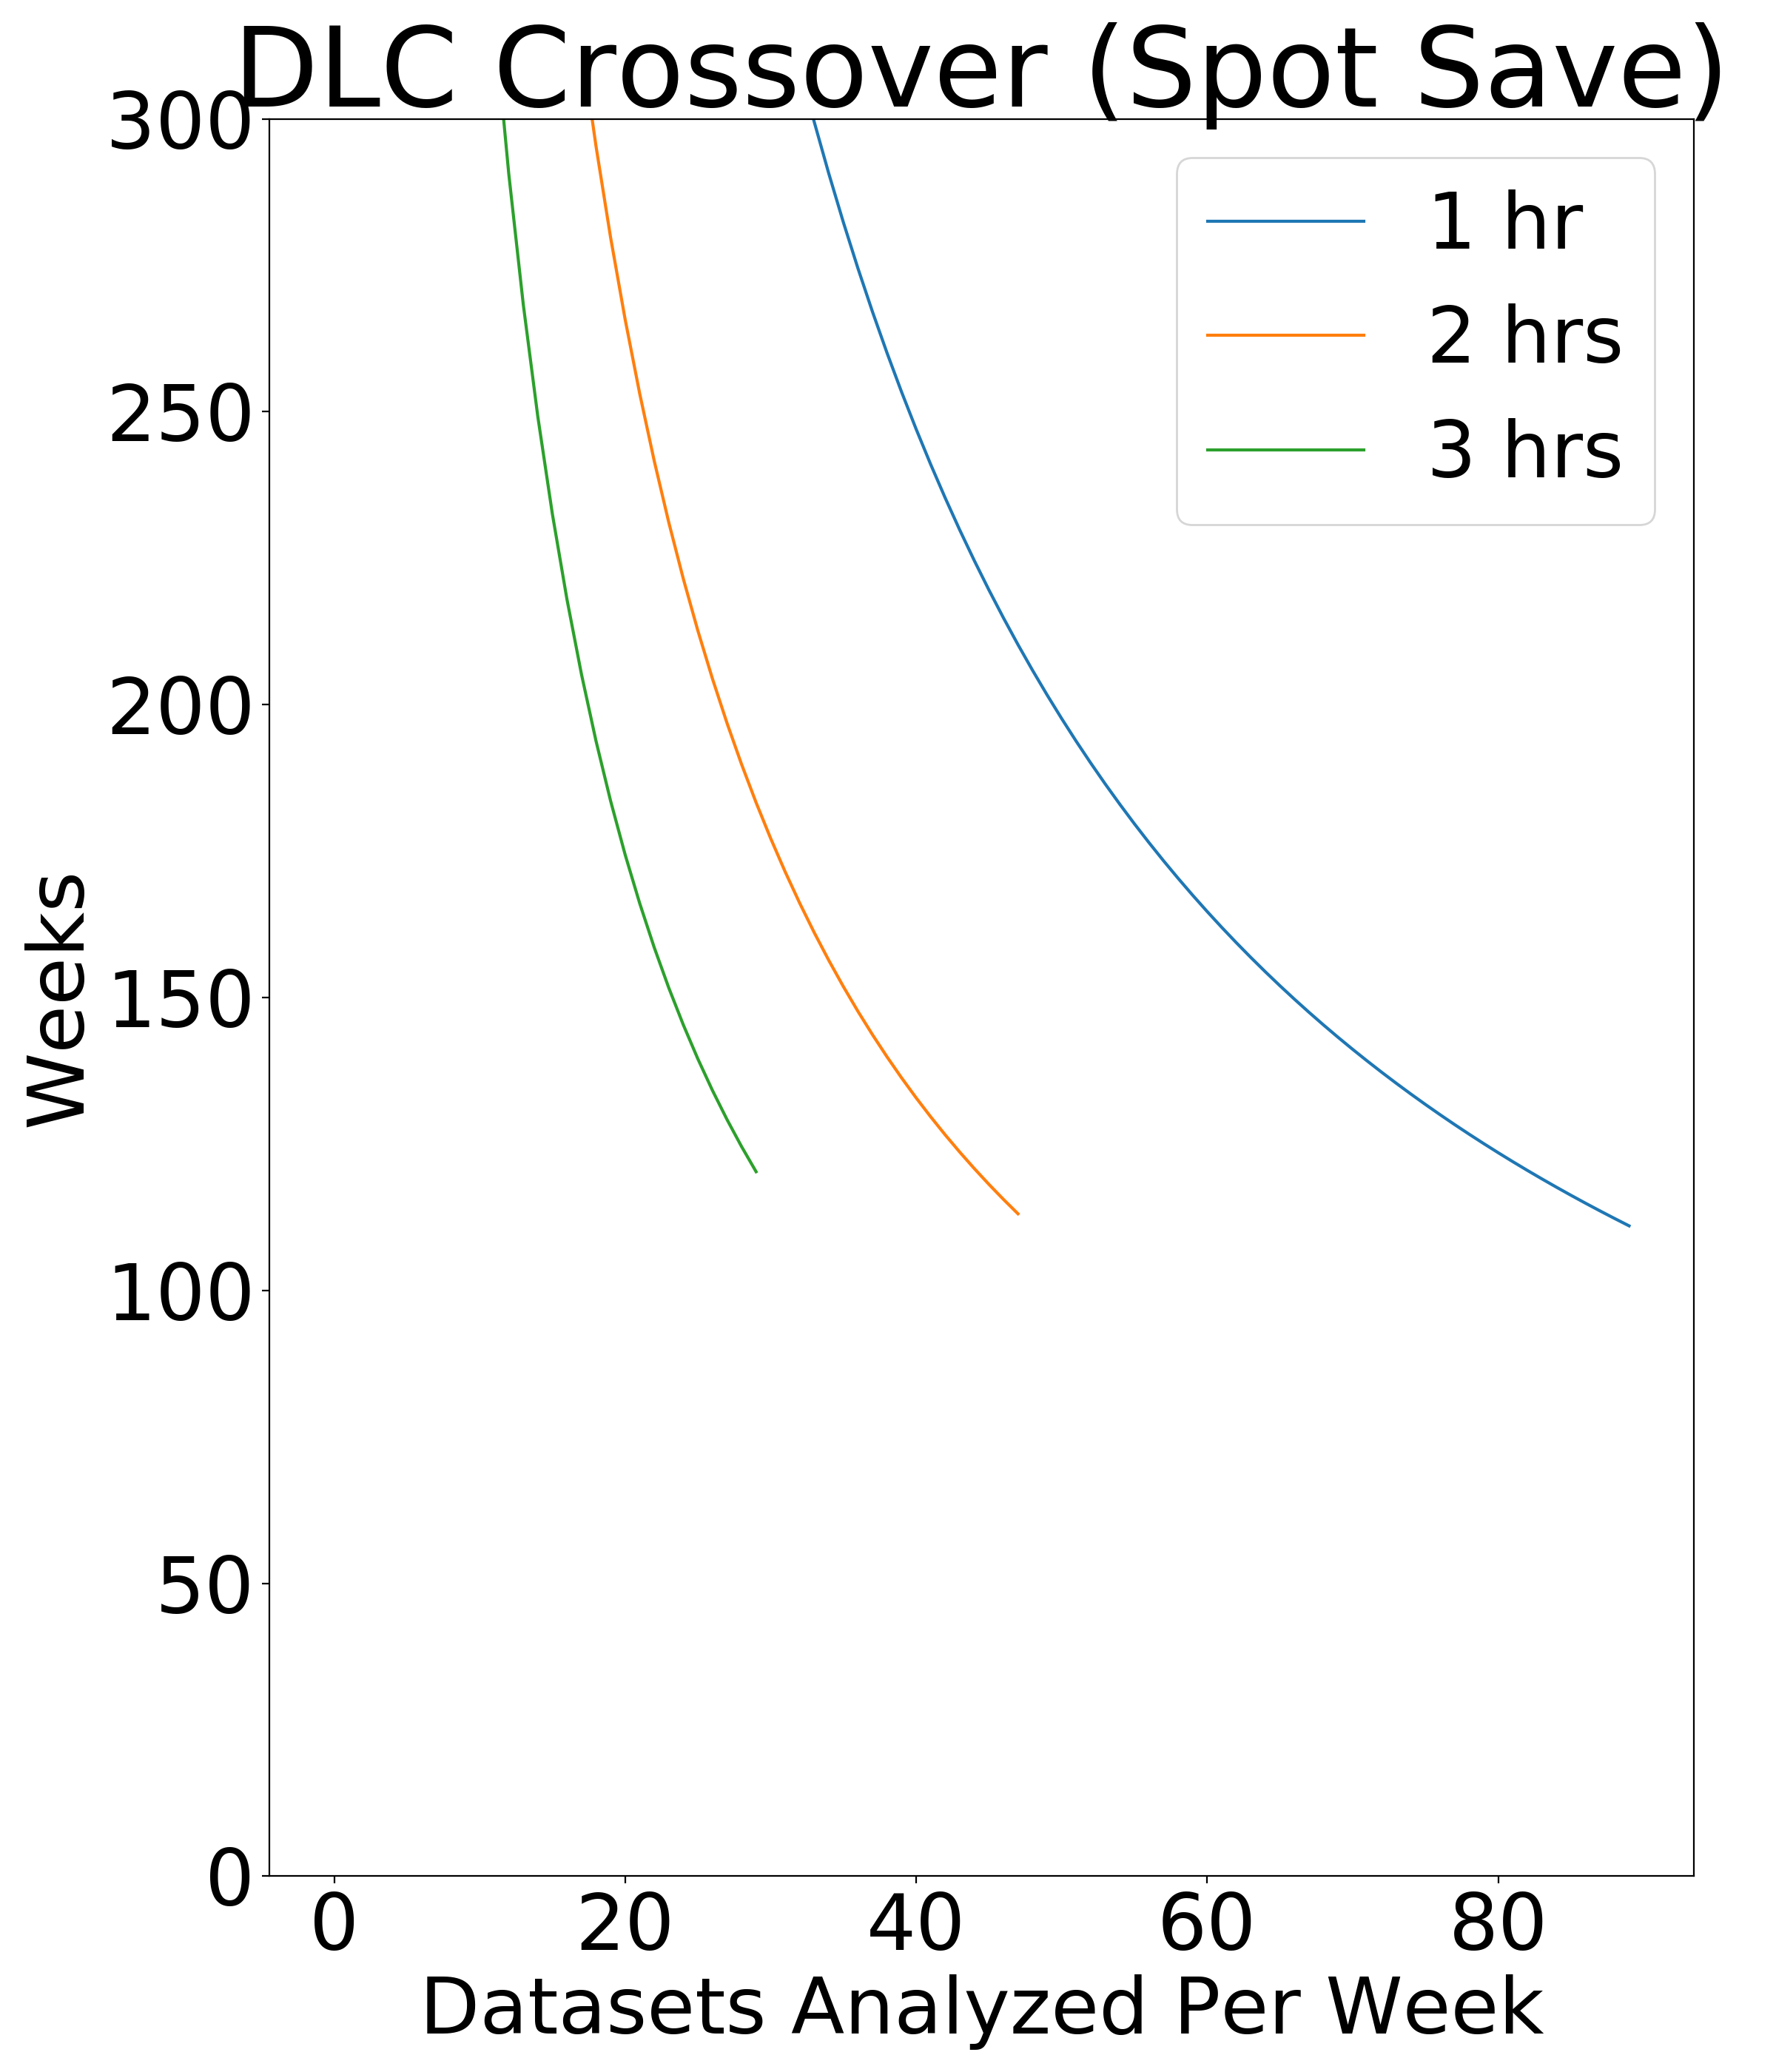 DLC Crossover (Spot Save)
300
250
200
150
100
50
0
Weeks
1 hr
2 hrs
3 hrs
0 20 40 60 80
Datasets Analyzed Per Week